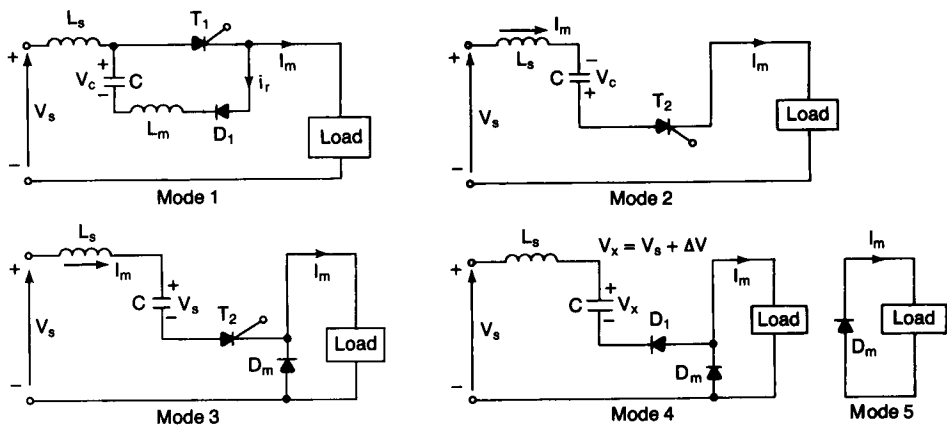 L_s T_1
I_m
+ + i_r
V_c C
−
V_s
L_m D_1
Load
−
Mode 1
I_m
L_s
+ − I_m
C V_c
+
V_s T_2
Load
−
Mode 2
L_s
I_m I_m
+ +
C V_s
− T_2
V_s Load
D_m
−
Mode 3
L_s V_x = V_s + ΔV
I_m
+ +
C V_x
−
V_s D_1 Load
D_m
−
Mode 4
I_m
Load
D_m
Mode 5